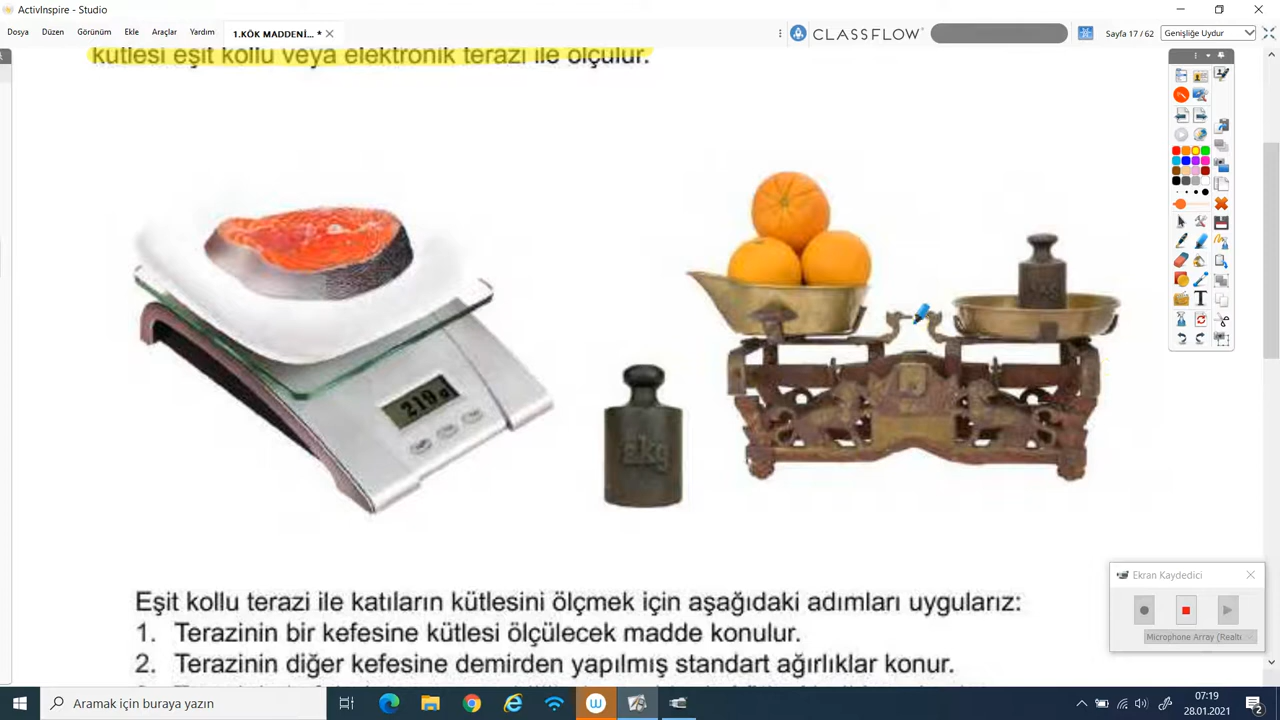 ActivInspire - Studio
Dosya Düzen Görünüm Ekle Araçlar Yardım
1.KÖK MADDENİ... *
CLASSFLOW
Sayfa 17 / 62
Genişliğe Uydur
kütlesi eşit kollu veya elektronik terazi ile ölçülür.
219 g
2kg
Eşit kollu terazi ile katıların kütlesini ölçmek için aşağıdaki adımları uygularız:
1. Terazinin bir kefesine kütlesi ölçülecek madde konulur.
2. Terazinin diğer kefesine demirden yapılmış standart ağırlıklar konur.
Ekran Kaydedici
Microphone Array (Realte
Aramak için buraya yazın
07:19
28.01.2021
2